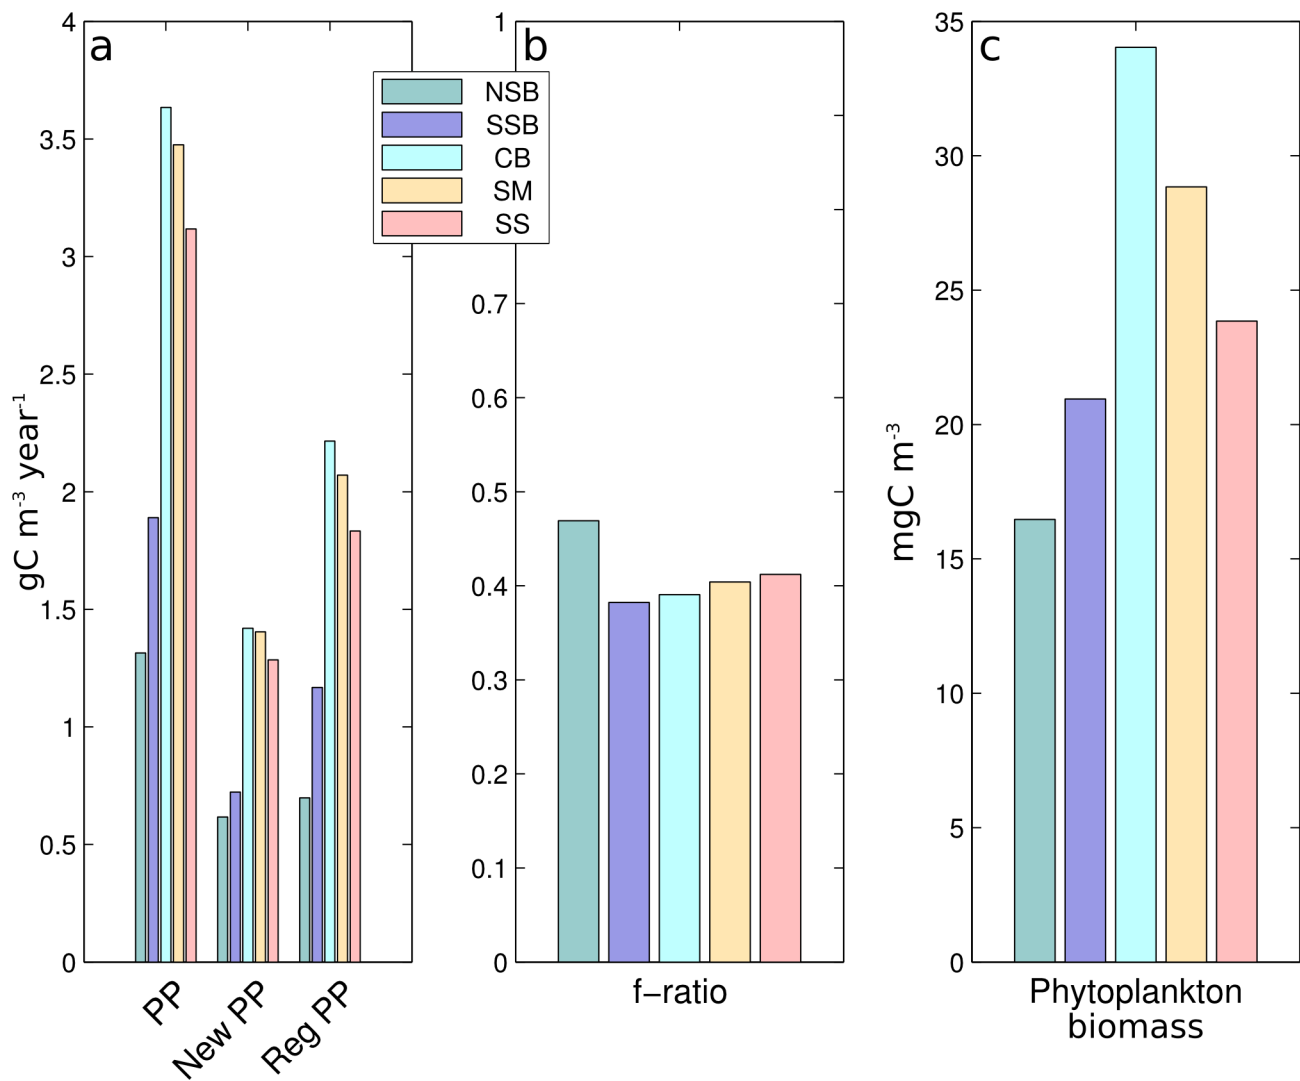 a
4
3.5
3
2.5
2
1.5
1
0.5
0
gC m-3 year-1
PP
New PP
Reg PP
NSB
SSB
CB
SM
SS
b
1
0.7
0.6
0.5
0.4
0.3
0.2
0.1
0
f−ratio
c
35
30
25
20
15
10
5
0
mgC m-3
Phytoplankton
biomass